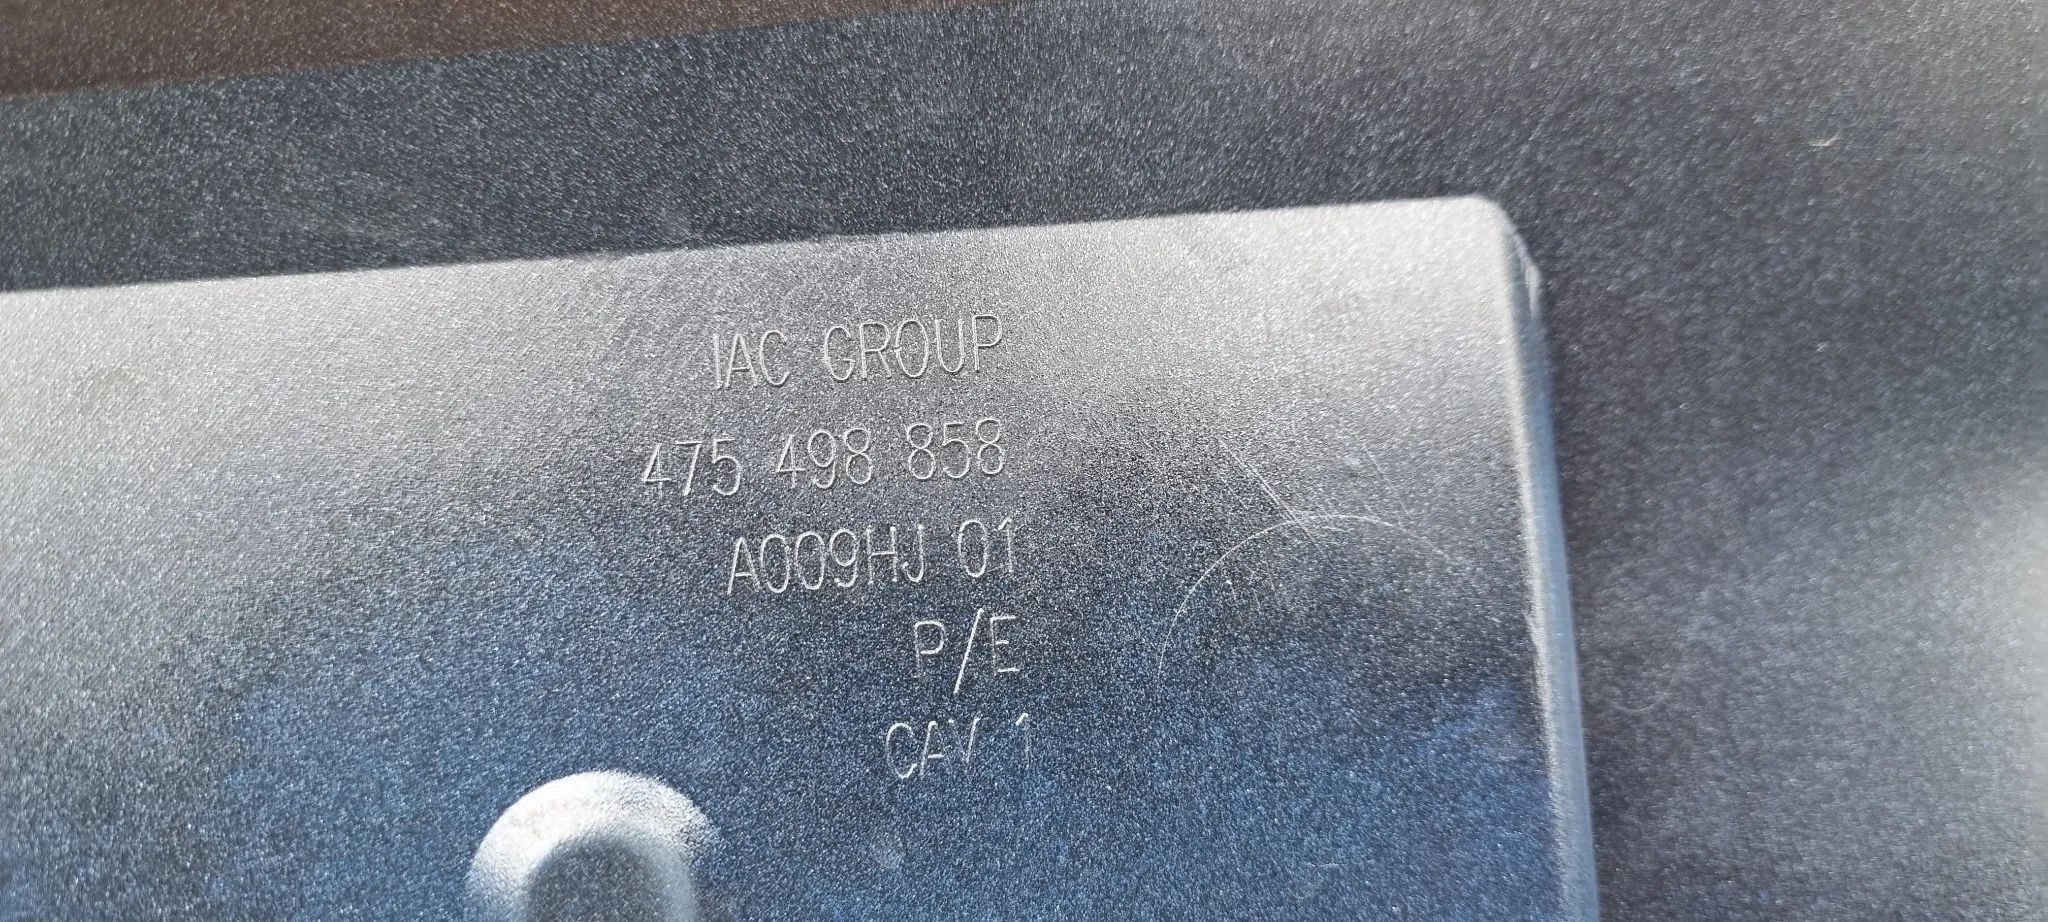 IAC GROUP
475 498 858
A009HJ 01
P/E
CAV 1